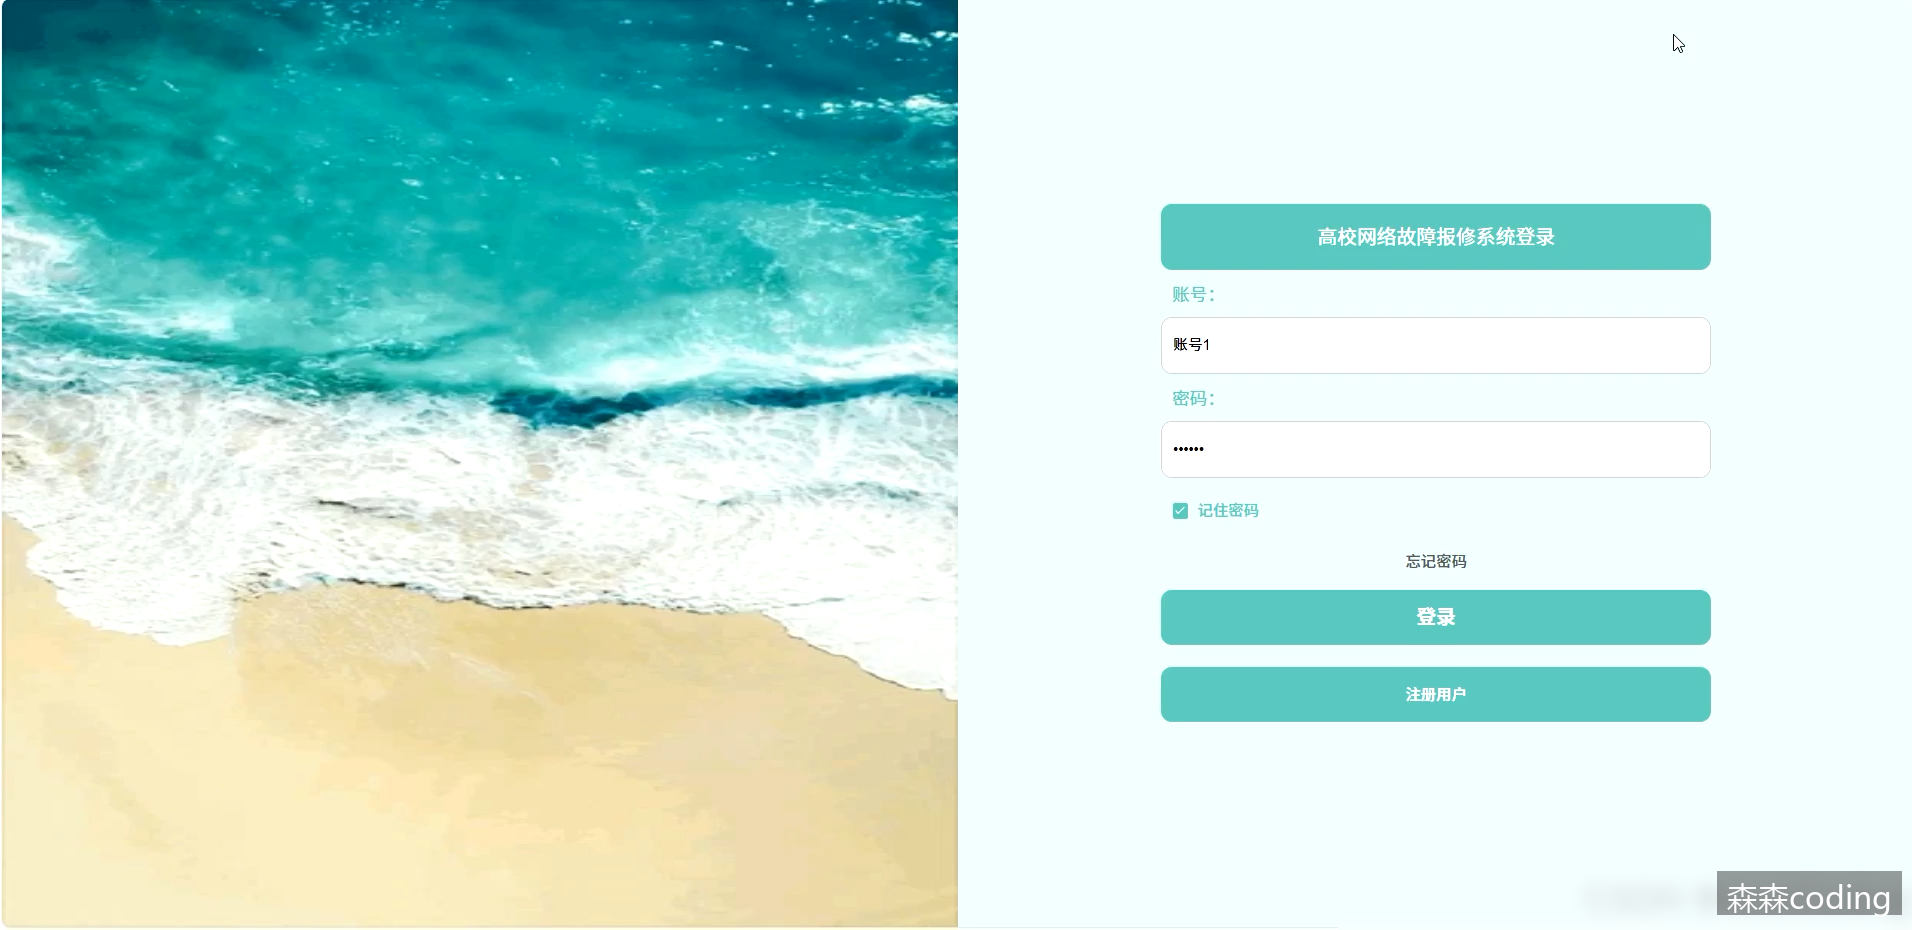 高校网络故障报修系统登录
账号：
账号1
密码：
••••••
记住密码
忘记密码
登录
注册用户
森森coding